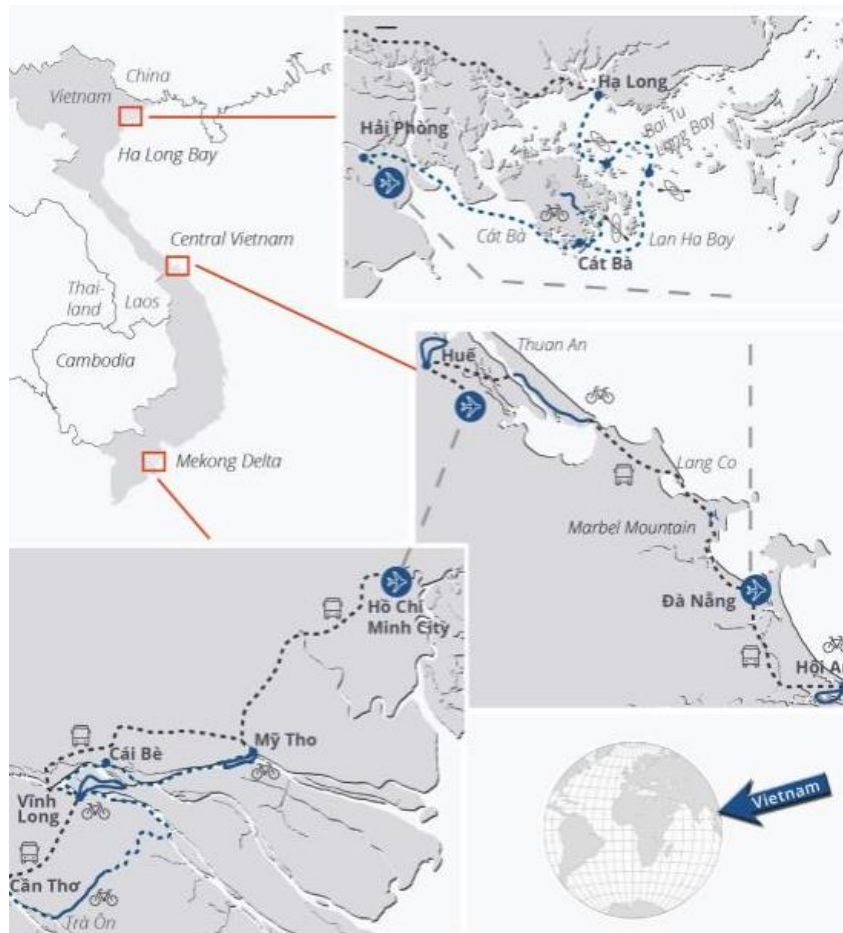 China
Vietnam
Ha Long Bay
Central Vietnam
Thai-
land
Laos
Cambodia
Mekong Delta
Hạ Long
Bai Tu
Long Bay
Hải Phòng
Cát Bà
Lan Ha Bay
Cát Bà
Thuan An
Huế
Lang Co
Marbel Mountain
Đà Nẵng
Hội An
Hồ Chí
Minh City
Mỹ Tho
Cái Bè
Vĩnh
Long
Cần Thơ
Trà Ôn
Vietnam